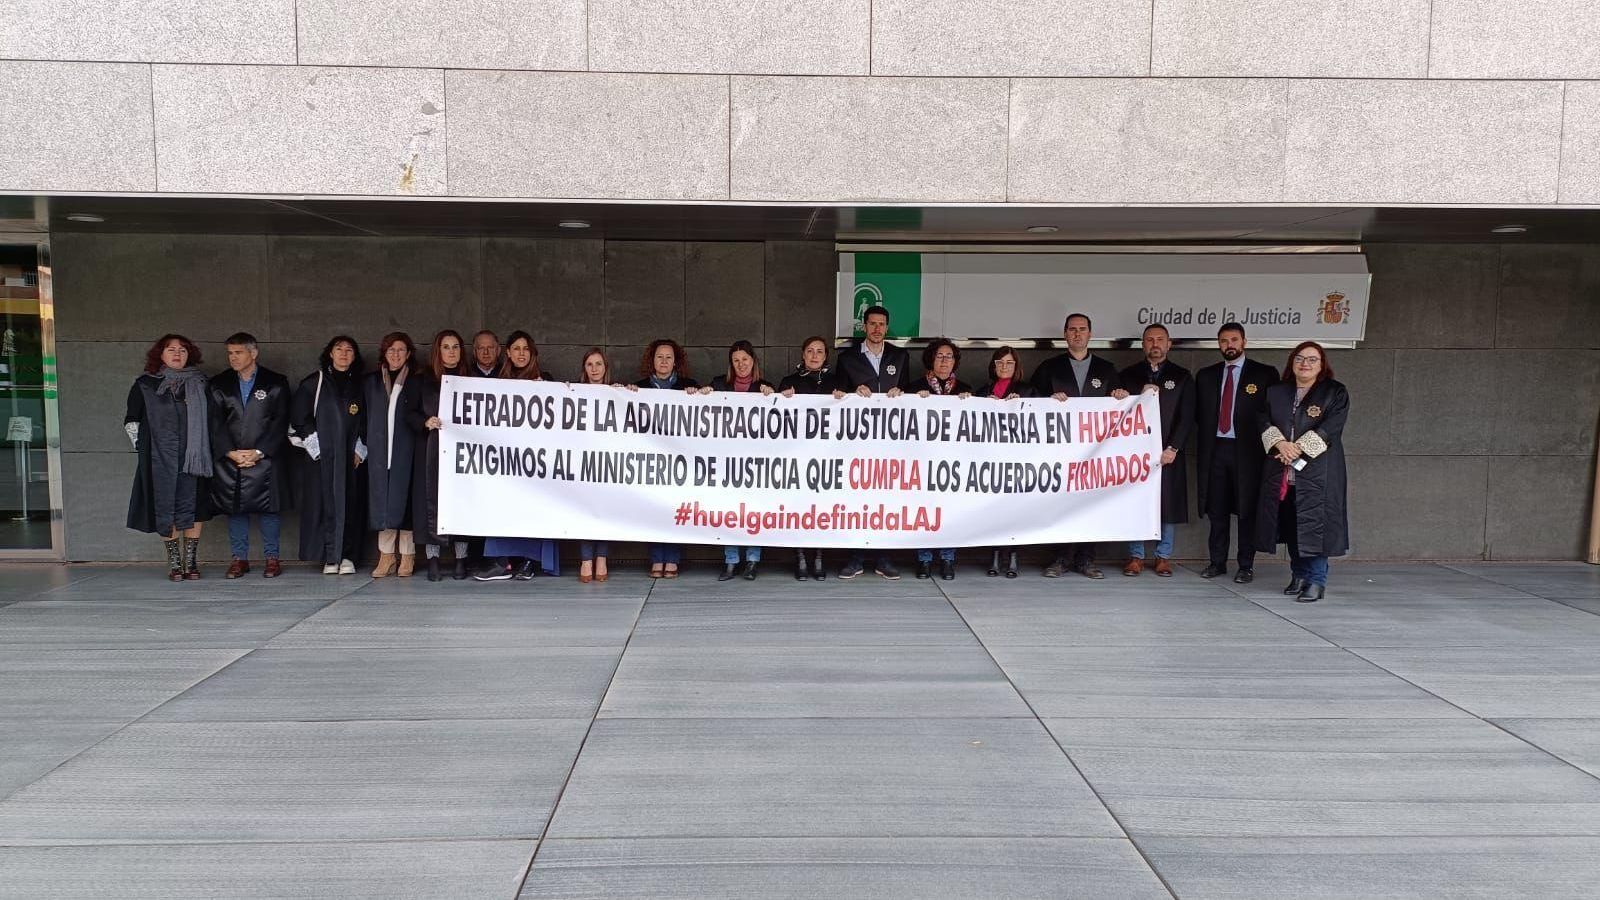 Ciudad de la Justicia
LETRADOS DE LA ADMINISTRACIÓN DE JUSTICIA DE ALMERÍA EN HUELGA.
EXIGIMOS AL MINISTERIO DE JUSTICIA QUE CUMPLA LOS ACUERDOS FIRMADOS
#huelgaindefinidaLAJ